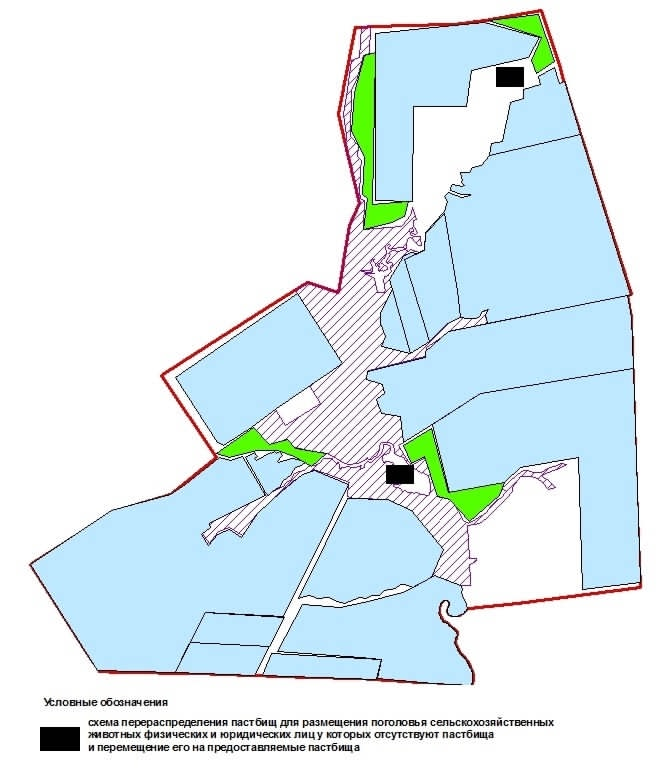 Условные обозначения
схема перераспределения пастбищ для размещения поголовья сельскохозяйственных
животных физических и юридических лиц у которых отсутствуют пастбища
и перемещение его на предоставляемые пастбища